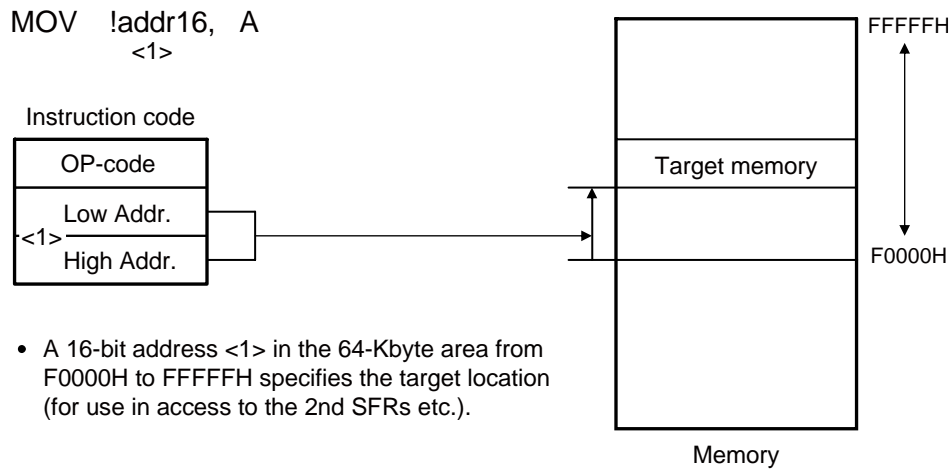 MOV !addr16, A
<1>
Instruction code
OP-code
Low Addr.
<1>
High Addr.
FFFFFH
Target memory
F0000H
Memory
• A 16-bit address <1> in the 64-Kbyte area from
F0000H to FFFFFH specifies the target location
(for use in access to the 2nd SFRs etc.).